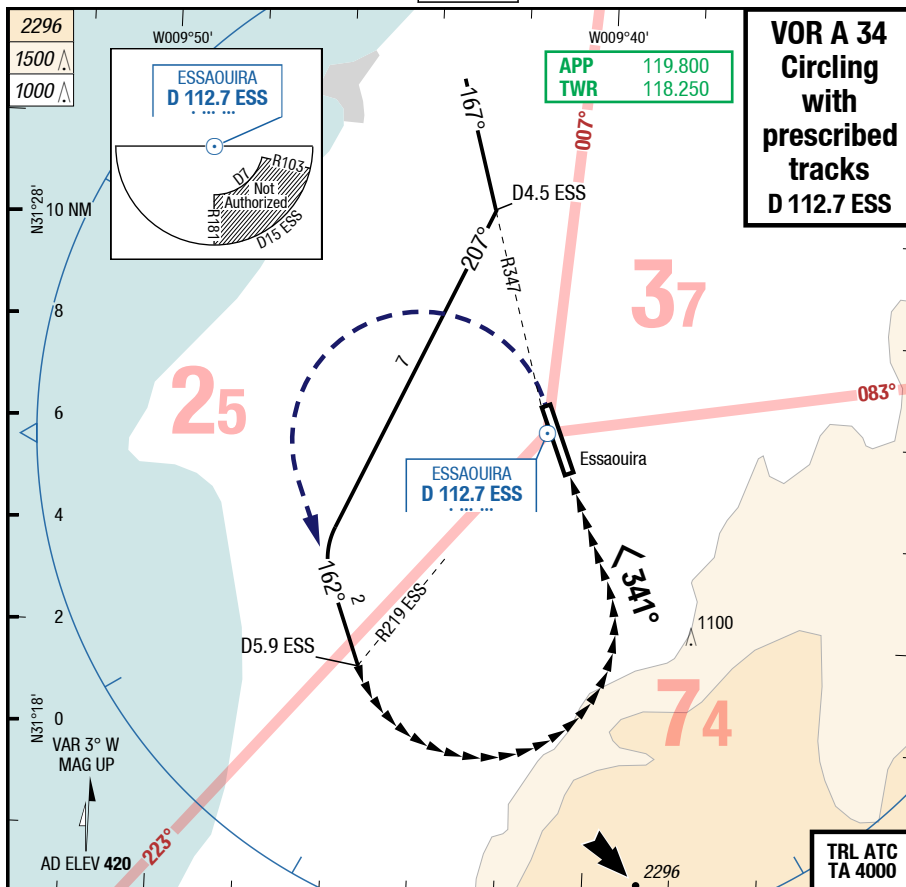 2296
1500
1000
W009°50'
W009°40'
ESSAOUIRA
D 112.7 ESS
D7
R103
Not
Authorized
R181
D15 ESS
APP 119.800
TWR 118.250
VOR A 34
Circling
with
prescribed
tracks
D 112.7 ESS
167°
007°
N31°28'
10 NM
D4.5 ESS
207°
R347
37
8
7
25
083°
6
Essaouira
ESSAOUIRA
D 112.7 ESS
4
162°
2
R219 ESS
341°
2
1100
D5.9 ESS
74
N31°18'
0
VAR 3° W
MAG UP
223°
AD ELEV 420
2296
TRL ATC
TA 4000